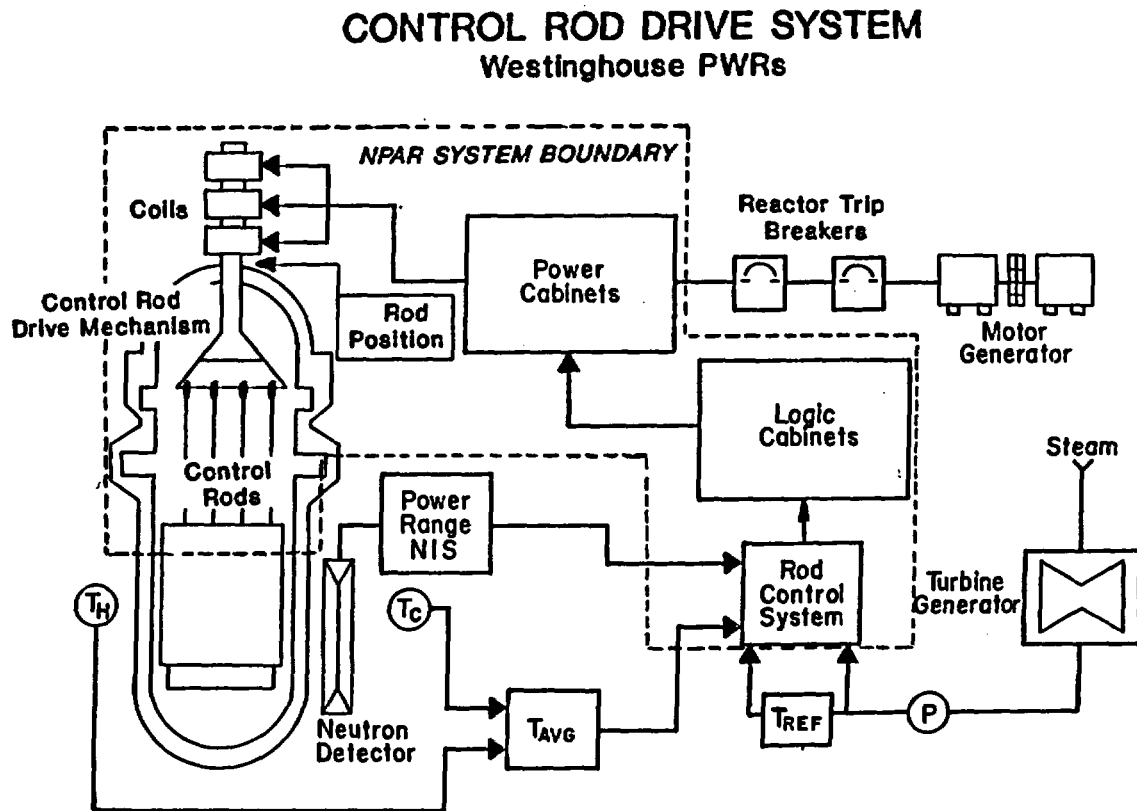 CONTROL ROD DRIVE SYSTEM
Westinghouse PWRs
NPAR SYSTEM BOUNDARY
Coils
Reactor Trip
Breakers
Power
Cabinets
Control Rod
Drive Mechanism
Rod
Position
Motor
Generator
Logic
Cabinets
Steam
Control
Rods
Power
Range
NIS
Rod
Control
System
Turbine
Generator
TH
TC
Neutron
Detector
TAVG
TREF
P